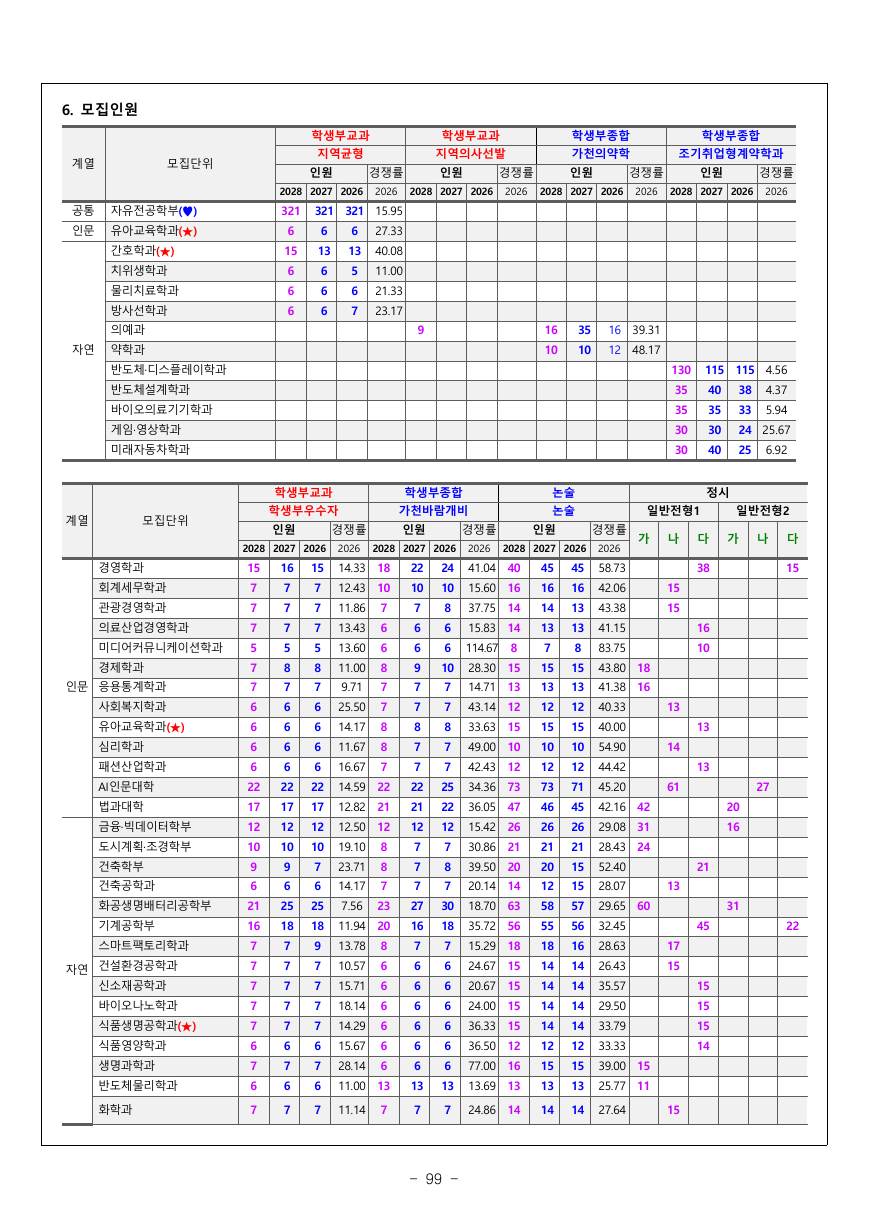 6. 모집인원
계열 모집단위 학생부교과 학생부교과 학생부종합 학생부종합
지역균형 지역의사선발 가천의약학 조기취업형계약학과
인원 경쟁률 인원 경쟁률 인원 경쟁률 인원 경쟁률
2028 2027 2026 2026 2028 2027 2026 2026 2028 2027 2026 2026 2028 2027 2026 2026
공통 자유전공학부(♥) 321 321 321 15.95
인문 유아교육학과(★) 6 6 6 27.33
자연 간호학과(★) 15 13 13 40.08
치위생학과 6 6 5 11.00
물리치료학과 6 6 6 21.33
방사선학과 6 6 7 23.17
의예과 9 16 35 16 39.31
약학과 10 10 12 48.17
반도체·디스플레이학과 130 115 115 4.56
반도체설계학과 35 40 38 4.37
바이오의료기기학과 35 35 33 5.94
게임·영상학과 30 30 24 25.67
미래자동차학과 30 40 25 6.92
계열 모집단위 학생부교과 학생부종합 논술 정시
학생부우수자 가천바람개비 논술 일반전형1 일반전형2
인원 경쟁률 인원 경쟁률 인원 경쟁률 가 나 다 가 나 다
2028 2027 2026 2026 2028 2027 2026 2026 2028 2027 2026 2026
인문 경영학과 15 16 15 14.33 18 22 24 41.04 40 45 45 58.73 38 15
회계세무학과 7 7 7 12.43 10 10 10 15.60 16 16 16 42.06 15
관광경영학과 7 7 7 11.86 7 7 8 37.75 14 14 13 43.38 15
의료산업경영학과 7 7 7 13.43 6 6 6 15.83 14 13 13 41.15 16
미디어커뮤니케이션학과 5 5 5 13.60 6 6 6 114.67 8 7 8 83.75 10
경제학과 7 8 8 11.00 8 9 10 28.30 15 15 15 43.80 18
응용통계학과 7 7 7 9.71 7 7 7 14.71 13 13 13 41.38 16
사회복지학과 6 6 6 25.50 7 7 7 43.14 12 12 12 40.33 13
유아교육학과(★) 6 6 6 14.17 8 8 8 33.63 15 15 15 40.00 13
심리학과 6 6 6 11.67 8 7 7 49.00 10 10 10 54.90 14
패션산업학과 6 6 6 16.67 7 7 7 42.43 12 12 12 44.42 13
AI인문대학 22 22 22 14.59 22 22 25 34.36 73 73 71 45.20 61 27
법과대학 17 17 17 12.82 21 21 22 36.05 47 46 45 42.16 42 20
자연 금융·빅데이터학부 12 12 12 12.50 12 12 12 15.42 26 26 26 29.08 31 16
도시계획·조경학부 10 10 10 19.10 8 7 7 30.86 21 21 21 28.43 24
건축학부 9 9 7 23.71 8 7 8 39.50 20 20 15 52.40 21
건축공학과 6 6 6 14.17 7 7 7 20.14 14 12 15 28.07 13
화공생명배터리공학부 21 25 25 7.56 23 27 30 18.70 63 58 57 29.65 60 31
기계공학부 16 18 18 11.94 20 16 18 35.72 56 55 56 32.45 45 22
스마트팩토리학과 7 7 9 13.78 8 7 7 15.29 18 18 16 28.63 17
건설환경공학과 7 7 7 10.57 6 6 6 24.67 15 14 14 26.43 15
신소재공학과 7 7 7 15.71 6 6 6 20.67 15 14 14 35.57 15
바이오나노학과 7 7 7 18.14 6 6 6 24.00 15 14 14 29.50 15
식품생명공학과(★) 7 7 7 14.29 6 6 6 36.33 15 14 14 33.79 15
식품영양학과 6 6 6 15.67 6 6 6 36.50 12 12 12 33.33 14
생명과학과 7 7 7 28.14 6 6 6 77.00 16 15 15 39.00 15
반도체물리학과 6 6 6 11.00 13 13 13 13.69 13 13 13 25.77 11
화학과 7 7 7 11.14 7 7 7 24.86 14 14 14 27.64 15
- 99 -